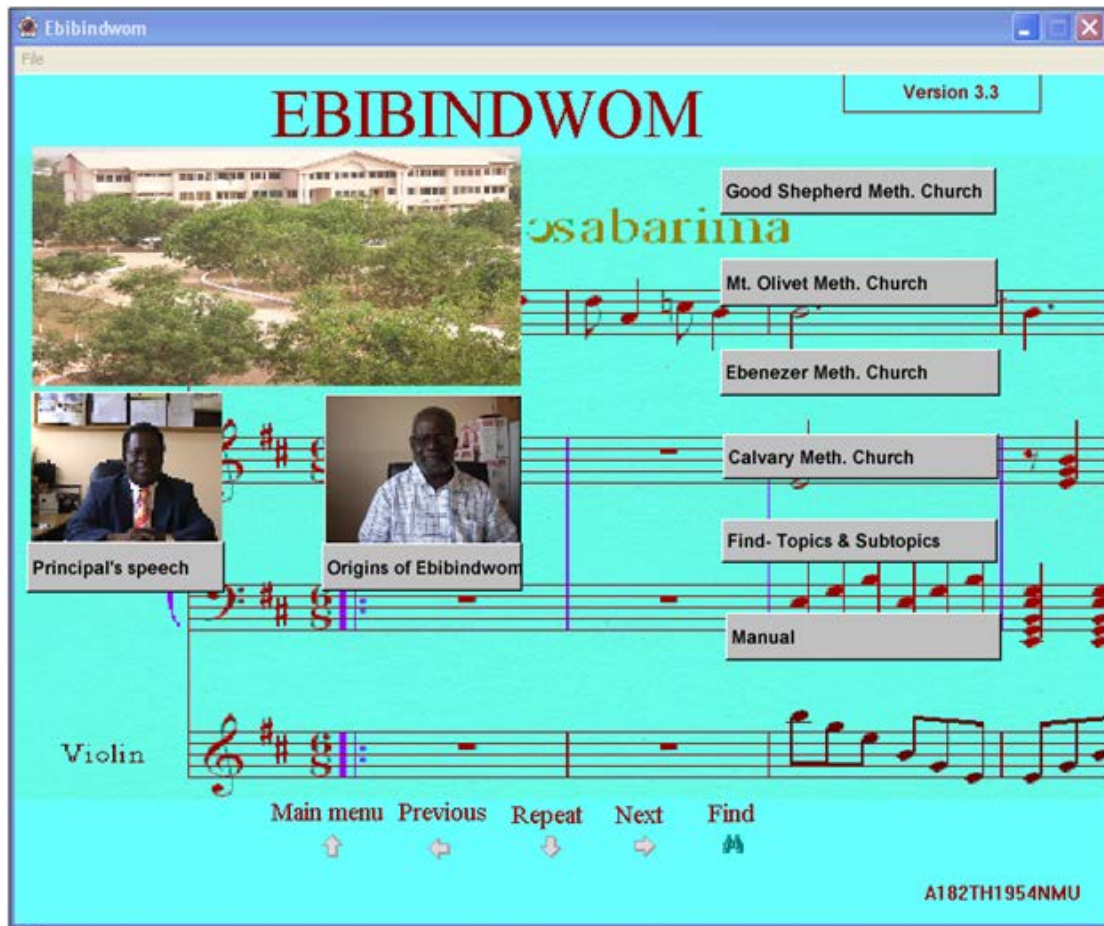 Ebibindwom
File
EBIBINDWOM
Version 3.3
ɔsabarima
Good Shepherd Meth. Church
Mt. Olivet Meth. Church
Ebenezer Meth. Church
Calvary Meth. Church
Find- Topics & Subtopics
Manual
Principal's speech
Origins of Ebibindwom
Violin
Main menu Previous Repeat Next Find
A182TH1954NMU